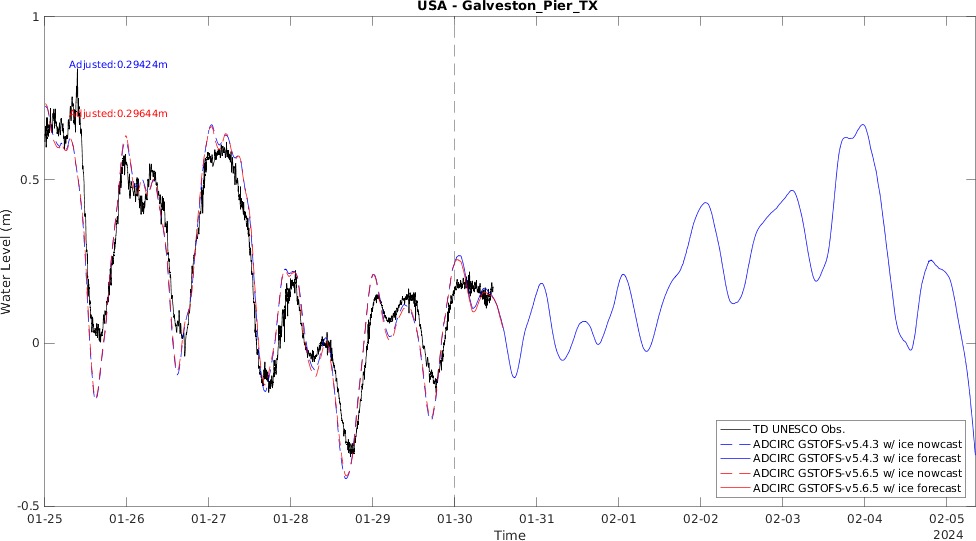 USA - Galveston_Pier_TX
Adjusted:0.29424m
Adjusted:0.29644m
Water Level (m)
1
0.5
0
-0.5
01-25 01-26 01-27 01-28 01-29 01-30 01-31 02-01 02-02 02-03 02-04 02-05
2024
Time
TD UNESCO Obs.
ADCIRC GSTOFS-v5.4.3 w/ ice nowcast
ADCIRC GSTOFS-v5.4.3 w/ ice forecast
ADCIRC GSTOFS-v5.6.5 w/ ice nowcast
ADCIRC GSTOFS-v5.6.5 w/ ice forecast